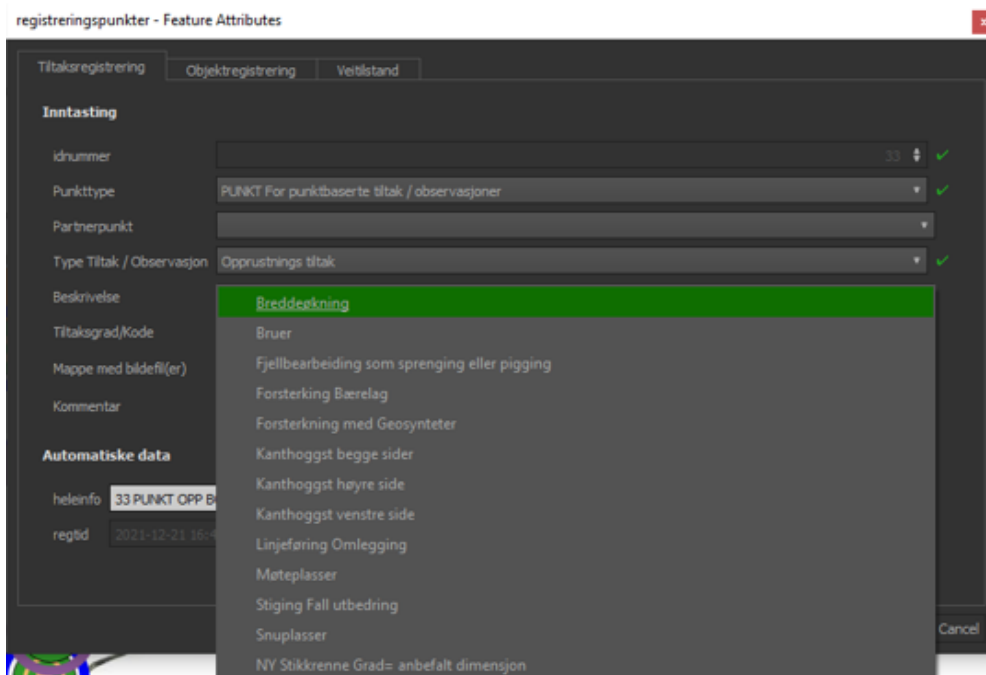 registreringspunkter - Feature Attributes
Tiltaksregistrering Objektregistrering Veitilstand
Inntasting
idnummer 33
Punkttype PUNKT For punktbaserte tiltak / observasjoner
Partnerpunkt
Type Tiltak / Observasjon Opprustnings tiltak
Beskrivelse
Breddeøkning
Tiltaksgrad/Kode
Bruer
Mappe med bildefil(er)
Fjellbearbeiding som sprenging eller pigging
Forsterking Bærelag
Kommentar
Forsterkning med Geosynteter
Automatiske data
Kanthoggst begge sider
Kanthoggst høyre side
heleinfo 33 PUNKT OPP
Kanthoggst venstre side
regtid 2021-12-21 16:
Linjeføring Omlegging
Møteplasser
Stiging Fall utbedring
Snuplasser
Cancel
NY Stikkrenne Grad= anbefalt dimensjon